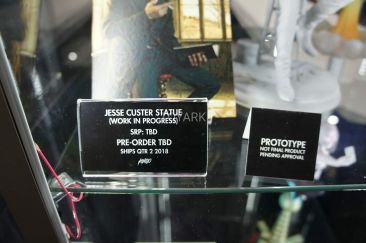 JESSE CUSTER STATUE
(WORK IN PROGRESS)
SRP: TBD
PRE-ORDER TBD
SHIPS QTR 2 2018
PARK
PROTOTYPE
NOT FINAL PRODUCT
PENDING APPROVAL